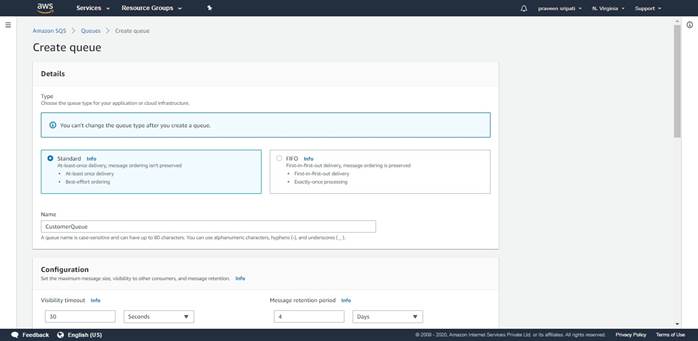 aws Services Resource Groups praveen sripati N. Virginia Support
Amazon SQS Queues Create queue
Create queue
Details
Type
Choose the queue type for your application or cloud infrastructure.
You can't change the queue type after you create a queue.
Standard Info
At-least-once delivery, message ordering isn't preserved
• At-least once delivery
• Best-effort ordering
FIFO Info
First-in-first-out delivery, message ordering is preserved
• First-in-first-out delivery
• Exactly-once processing
Name
CustomerQueue
A queue name is case-sensitive and can have up to 80 characters. You can use alphanumeric characters, hyphens (-), and underscores ( _ ).
Configuration
Set the maximum message size, visibility to other consumers, and message retention. Info
Visibility timeout Info Message retention period Info
30 Seconds 4 Days
Feedback English (US) © 2008 - 2020, Amazon Internet Services Private Ltd. or its affiliates. All rights reserved. Privacy Policy Terms of Use